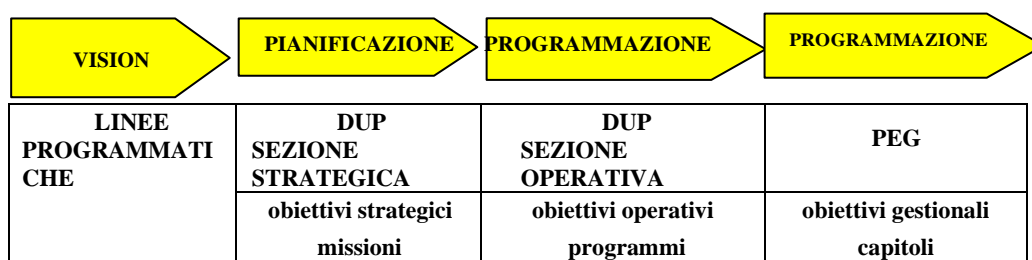 VISION
PIANIFICAZIONE
PROGRAMMAZIONE
PROGRAMMAZIONE
LINEE
PROGRAMMATI
CHE
DUP
SEZIONE
STRATEGICA
DUP
SEZIONE
OPERATIVA
PEG
obiettivi strategici
missioni
obiettivi operativi
programmi
obiettivi gestionali
capitoli